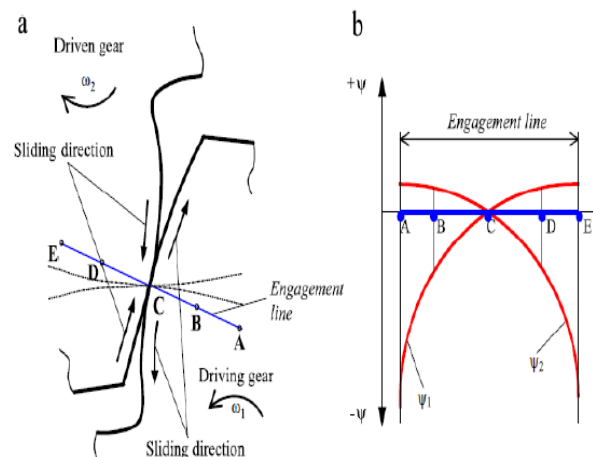 a
Driven gear
ω2
Sliding direction
E
D
C
B
A
Engagement
line
Driving gear
ω1
Sliding direction
b
+ψ
Engagement line
A
B
C
D
E
ψ1
ψ2
-ψ